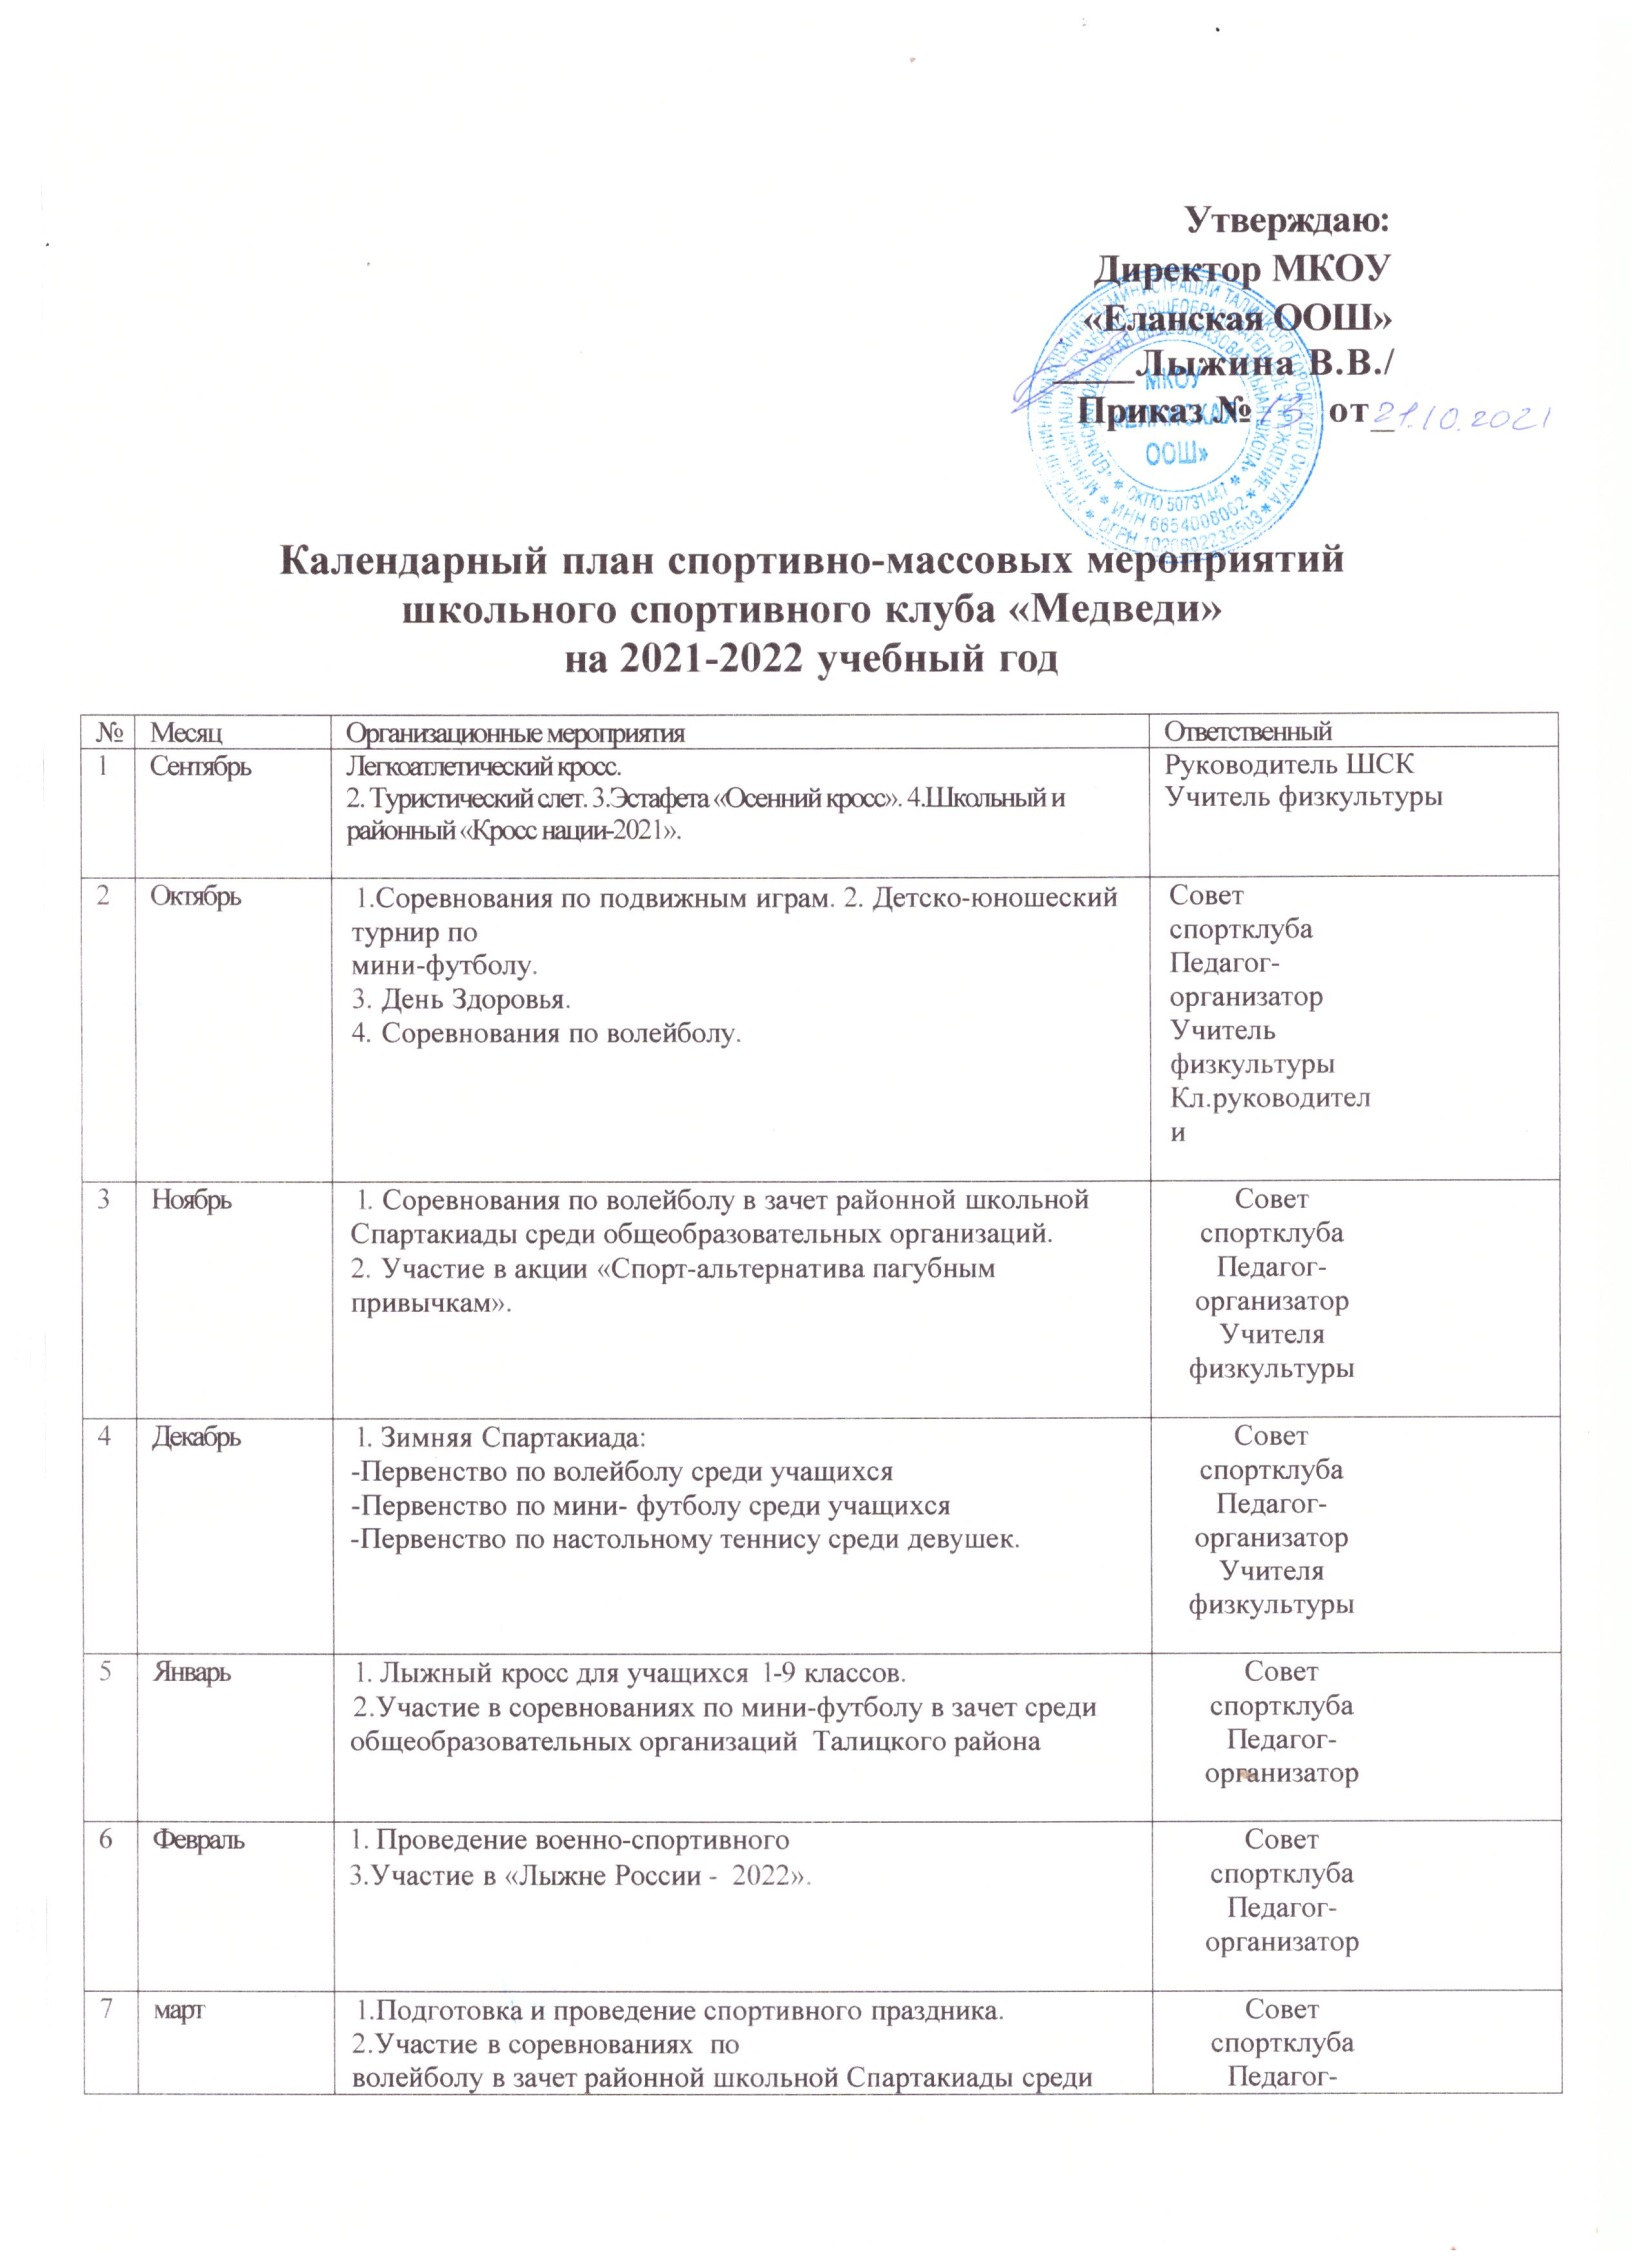 Утверждаю:
Директор МКОУ
«Еланская ООШ»
____Лыжина В.В./
Приказ № от_21.10.2021
МКОУ
«ЕЛАНСКАЯ
ООШ»
ОКПО 50731447
ИНН 6654008062
Календарный план спортивно-массовых мероприятий
школьного спортивного клуба «Медведи»
на 2021-2022 учебный год
№ Месяц Организационные мероприятия Ответственный
1 Сентябрь Легкоатлетический кросс.
2. Туристический слет. 3.Эстафета «Осенний кросс». 4.Школьный и
районный «Кросс нации-2021».
Руководитель ШСК
Учитель физкультуры
2 Октябрь 1.Соревнования по подвижным играм. 2. Детско-юношеский
турнир по
мини-футболу.
3. День Здоровья.
4. Соревнования по волейболу.
Совет
спортклуба
Педагог-
организатор
Учитель
физкультуры
Кл.руководител
и
3 Ноябрь 1. Соревнования по волейболу в зачет районной школьной
Спартакиады среди общеобразовательных организаций.
2. Участие в акции «Спорт-альтернатива пагубным
привычкам».
Совет
спортклуба
Педагог-
организатор
Учителя
физкультуры
4 Декабрь 1. Зимняя Спартакиада:
-Первенство по волейболу среди учащихся
-Первенство по мини- футболу среди учащихся
-Первенство по настольному теннису среди девушек.
Совет
спортклуба
Педагог-
организатор
Учителя
физкультуры
5 Январь 1. Лыжный кросс для учащихся 1-9 классов.
2.Участие в соревнованиях по мини-футболу в зачет среди
общеобразовательных организаций Талицкого района
Совет
спортклуба
Педагог-
организатор
6 Февраль 1. Проведение военно-спортивного
3.Участие в «Лыжне России - 2022».
Совет
спортклуба
Педагог-
организатор
7 март 1.Подготовка и проведение спортивного праздника.
2.Участие в соревнованиях по
волейболу в зачет районной школьной Спартакиады среди
Совет
спортклуба
Педагог-